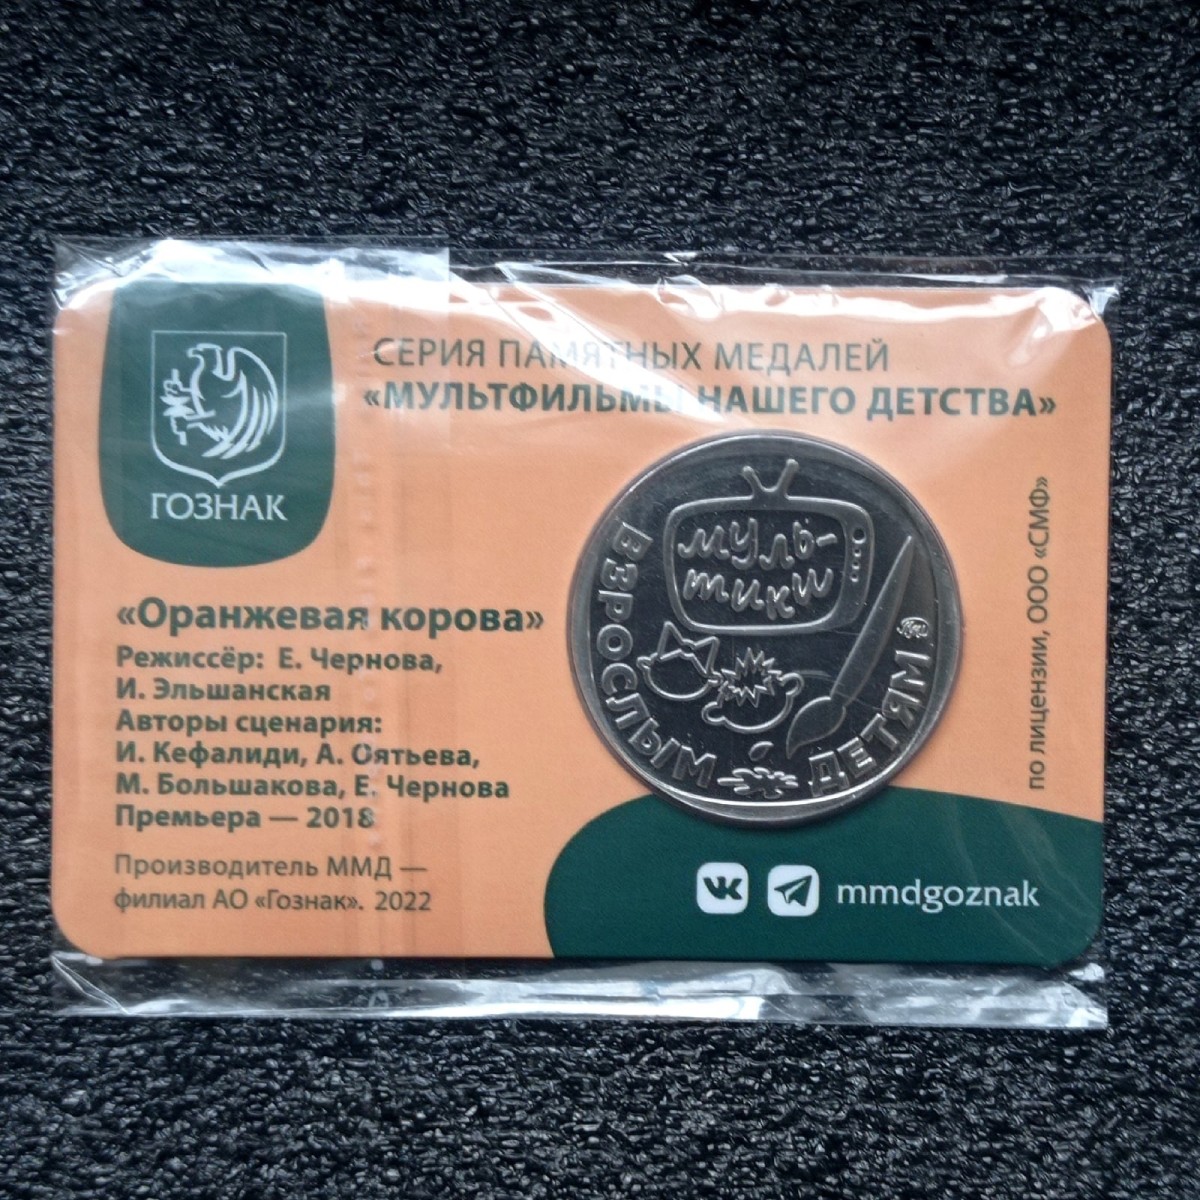 ГОЗНАК
СЕРИЯ ПАМЯТНЫХ МЕДАЛЕЙ
«МУЛЬТФИЛЬМЫ НАШЕГО ДЕТСТВА»
«Оранжевая корова»
Режиссёр: Е. Чернова,
И. Эльшанская
Авторы сценария:
И. Кефалиди, А. Оятьева,
М. Большакова, Е. Чернова
Премьера — 2018
Производитель ММД —
филиал АО «Гознак». 2022
муль-
тики
ВЗРОСЛЫМ
ДЕТЯМ
по лицензии, ООО «СМФ»
mmdgoznak